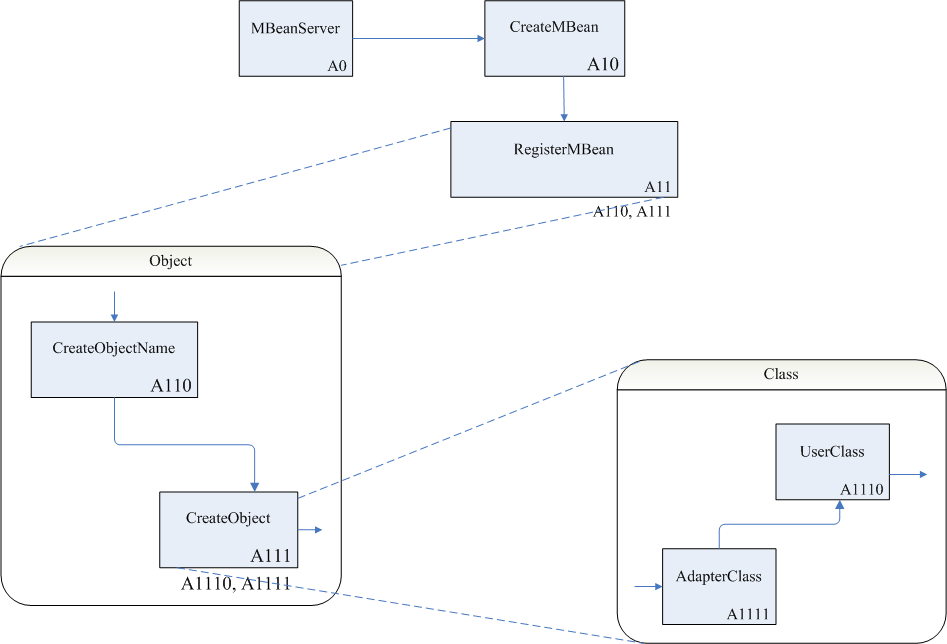 MBeanServer
A0
CreateMBean
A10
RegisterMBean
A11
A110, A111
Object
CreateObjectName
A110
CreateObject
A111
A1110, A1111
Class
UserClass
A1110
AdapterClass
A1111